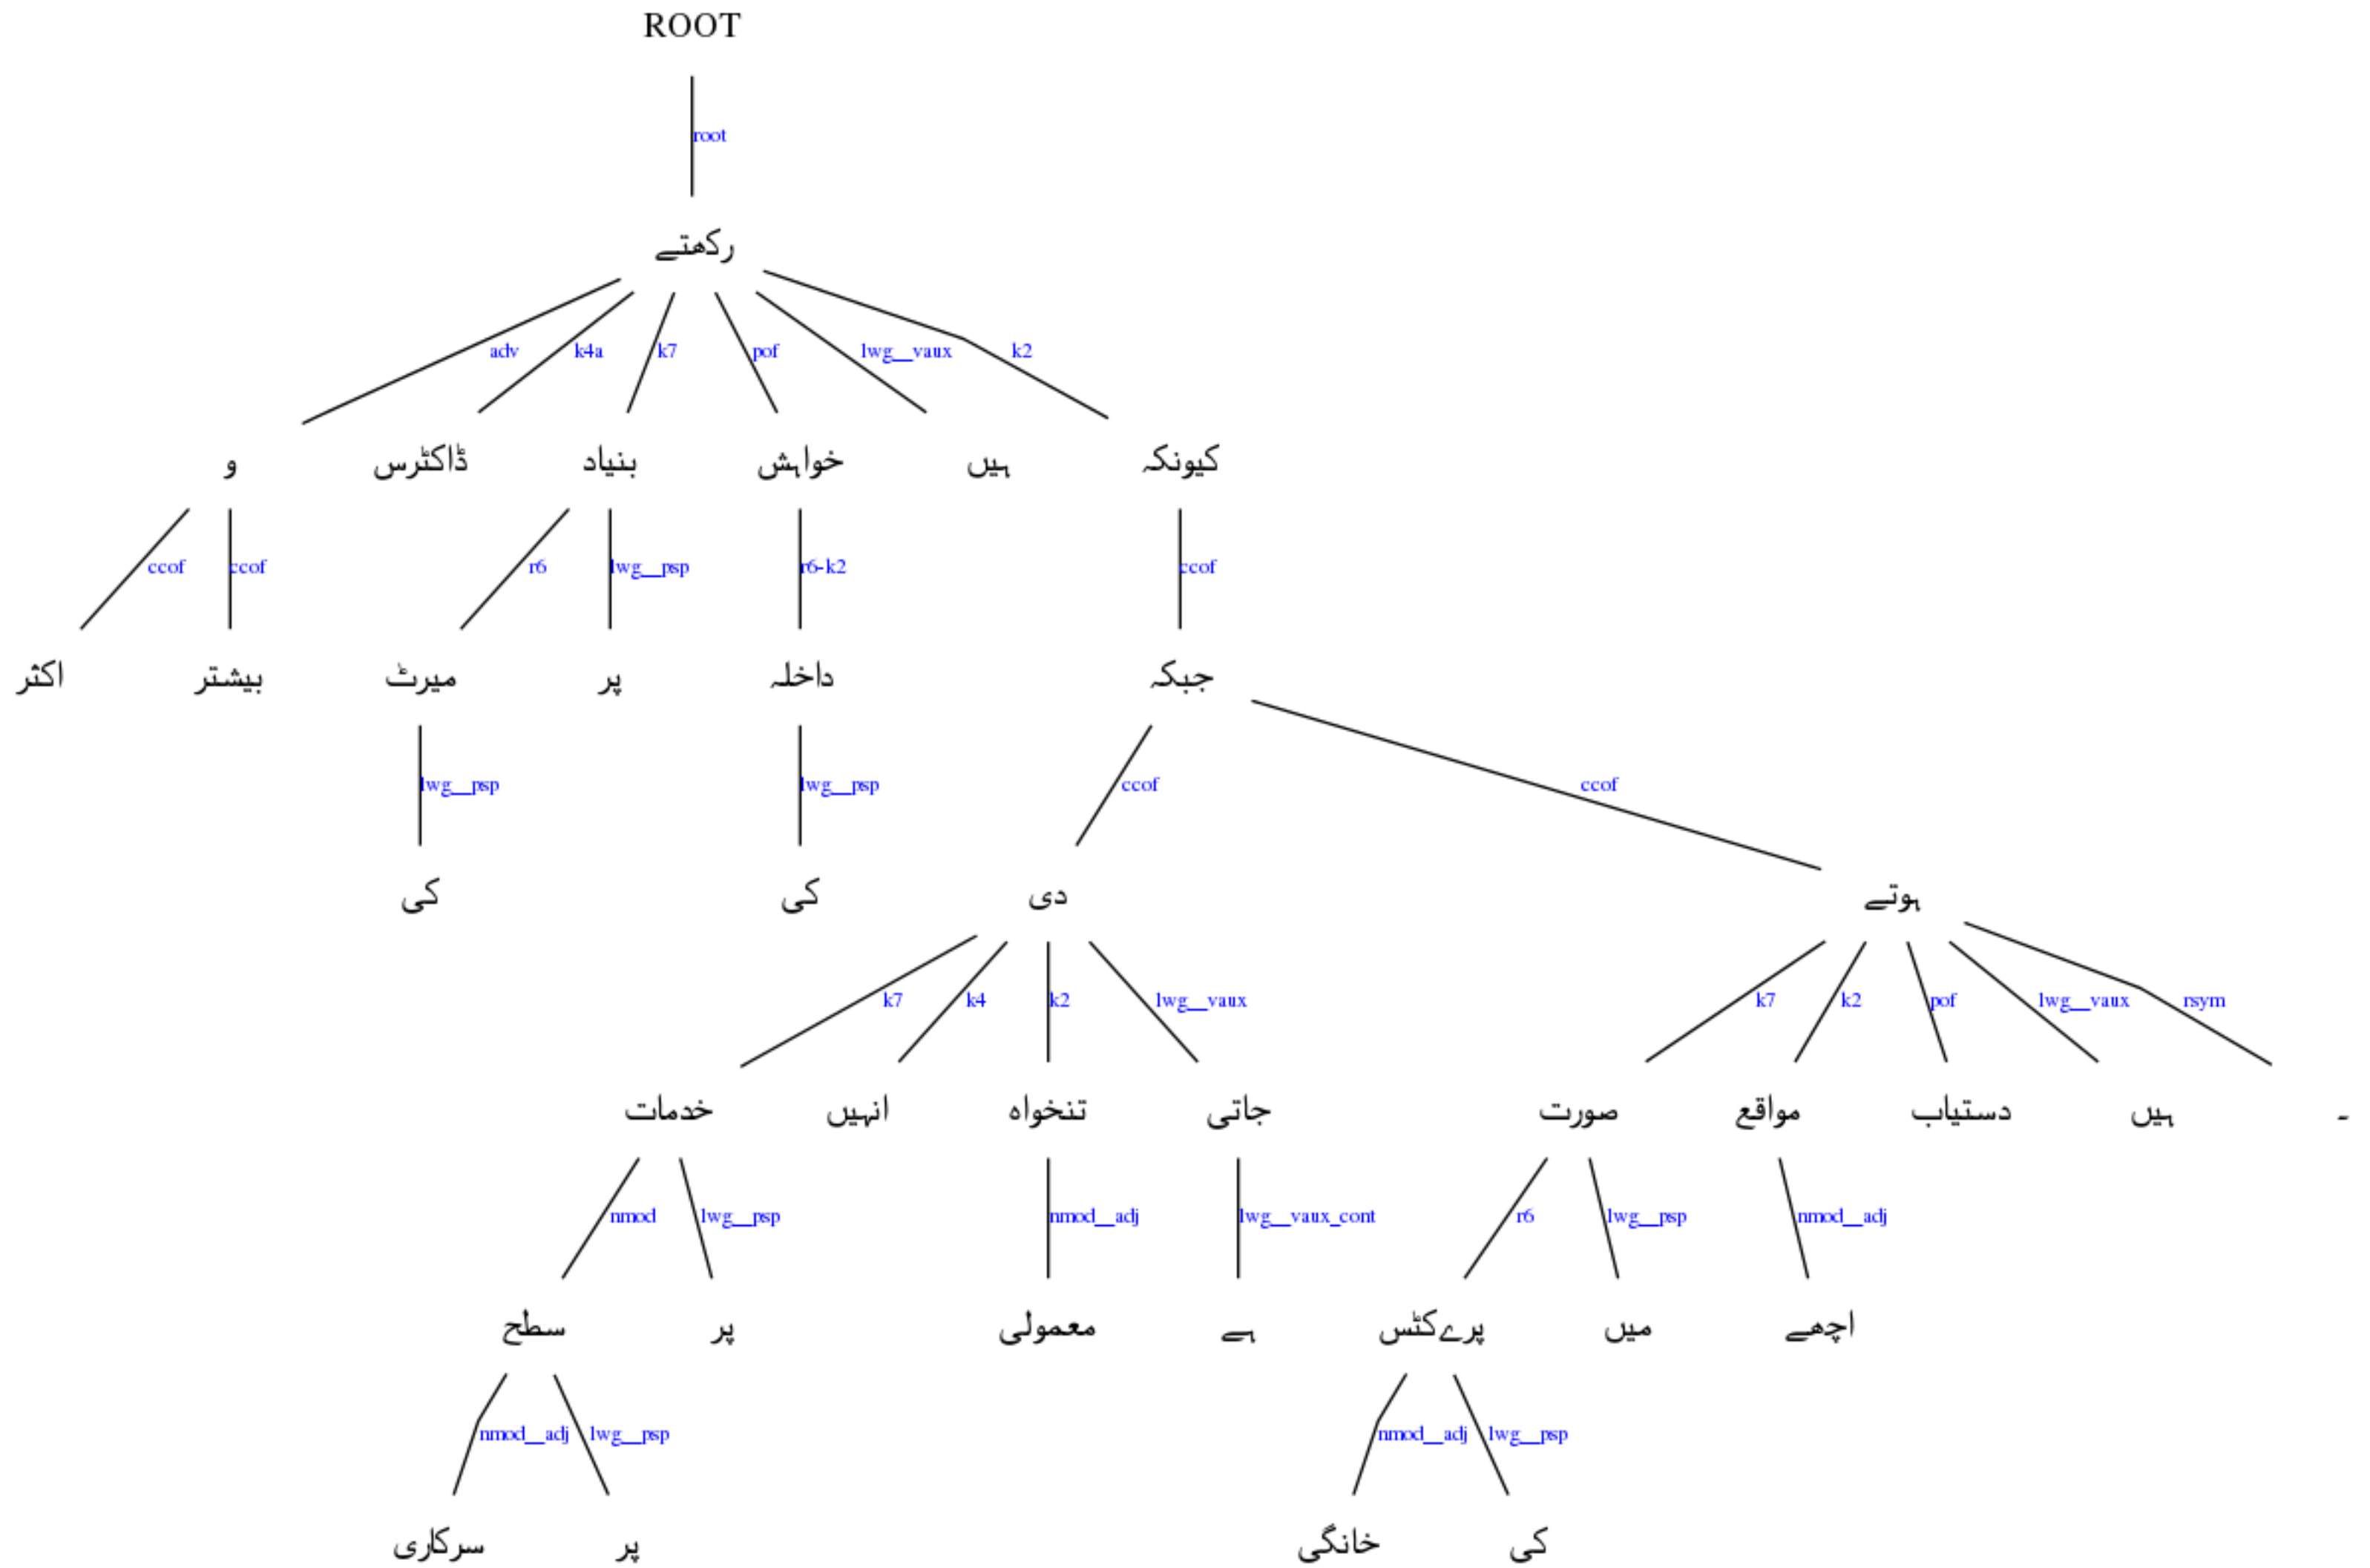 ROOT
root
رکھتے
adv k4a k7 pof lwg__vaux k2
و ڈاکٹرس بنیاد خواہش ہیں کیونکہ
ccof ccof r6 lwg__psp r6-k2 ccof
اکثر بیشتر میرٹ پر داخلہ جبکہ
lwg__psp lwg__psp ccof ccof
کی کی دی ہوتے
k7 k4 k2 lwg__vaux k7 k2 pof lwg__vaux rsym
خدمات انہیں تنخواہ جاتی صورت مواقع دستیاب ہیں ۔
nmod lwg__psp nmod__adj lwg__vaux_cont r6 lwg__psp nmod__adj
سطح پر معمولی ہے پرےکٹس میں اچھے
nmod__adj lwg__psp nmod__adj lwg__psp
سرکاری پر خانگی کی